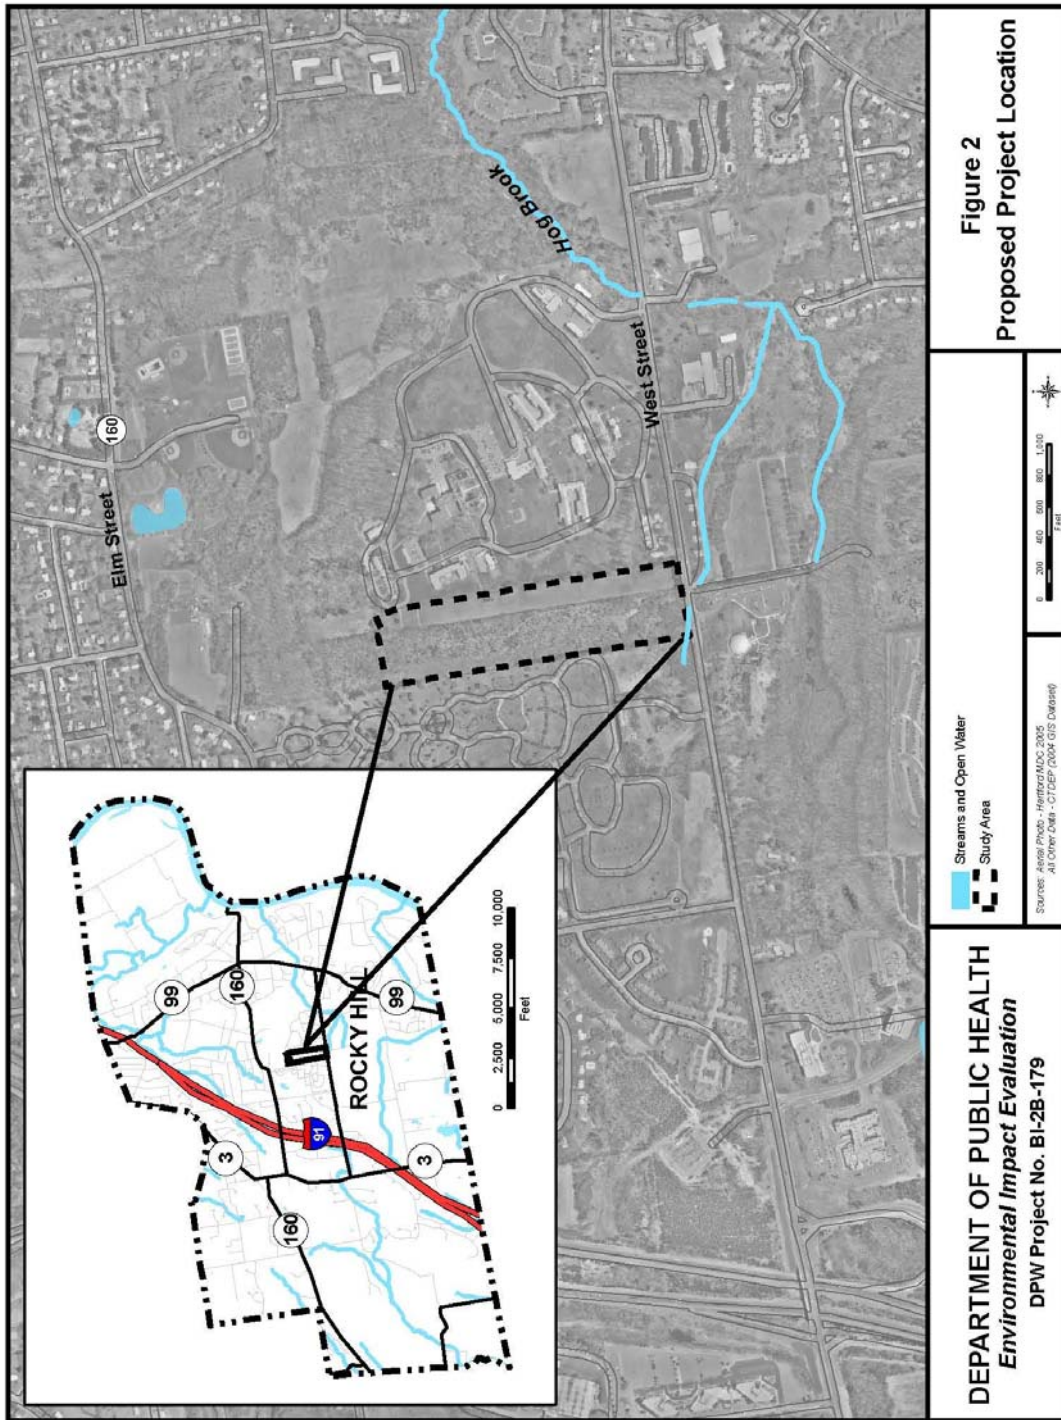 Elm Street
160
Hog Brook
West Street
3
160
91
3
99
160
99
ROCKY HILL
0 2,500 5,000 7,500 10,000
Feet
DEPARTMENT OF PUBLIC HEALTH
Environmental Impact Evaluation
DPW Project No. BI-2B-179
Streams and Open Water
Study Area
Sources: Aerial Photo - Hartford MDC 2005
All Other Data - CTDEP (2004 GIS Dataset)
0 200 400 600 800 1,000
Feet
Figure 2
Proposed Project Location